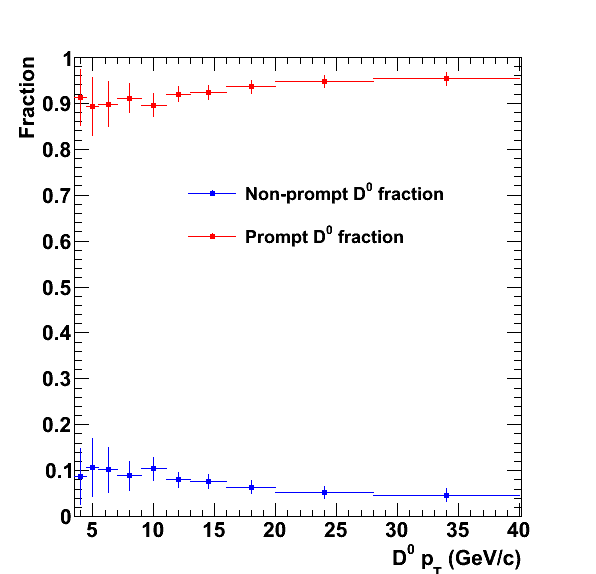 Fraction
1
0.9
0.8
0.7
0.6
0.5
0.4
0.3
0.2
0.1
0
Non-prompt D⁰ fraction
Prompt D⁰ fraction
5 10 15 20 25 30 35 40
D⁰ p_T (GeV/c)